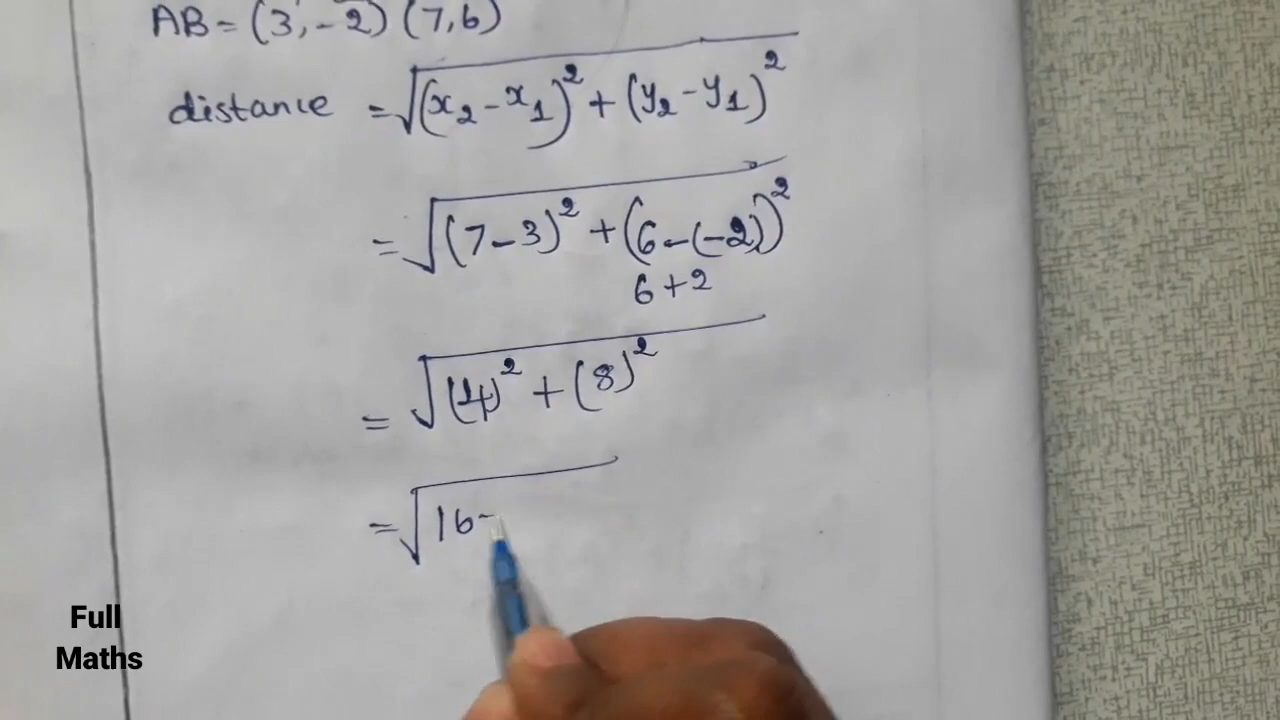 AB = (3, -2) (7,6)
distance = √(x₂ - x₁)² + (y₂ - y₁)²
= √(7-3)² + (6-(-2))²
6+2
= √(4)² + (8)²
= √16-
Full
Maths